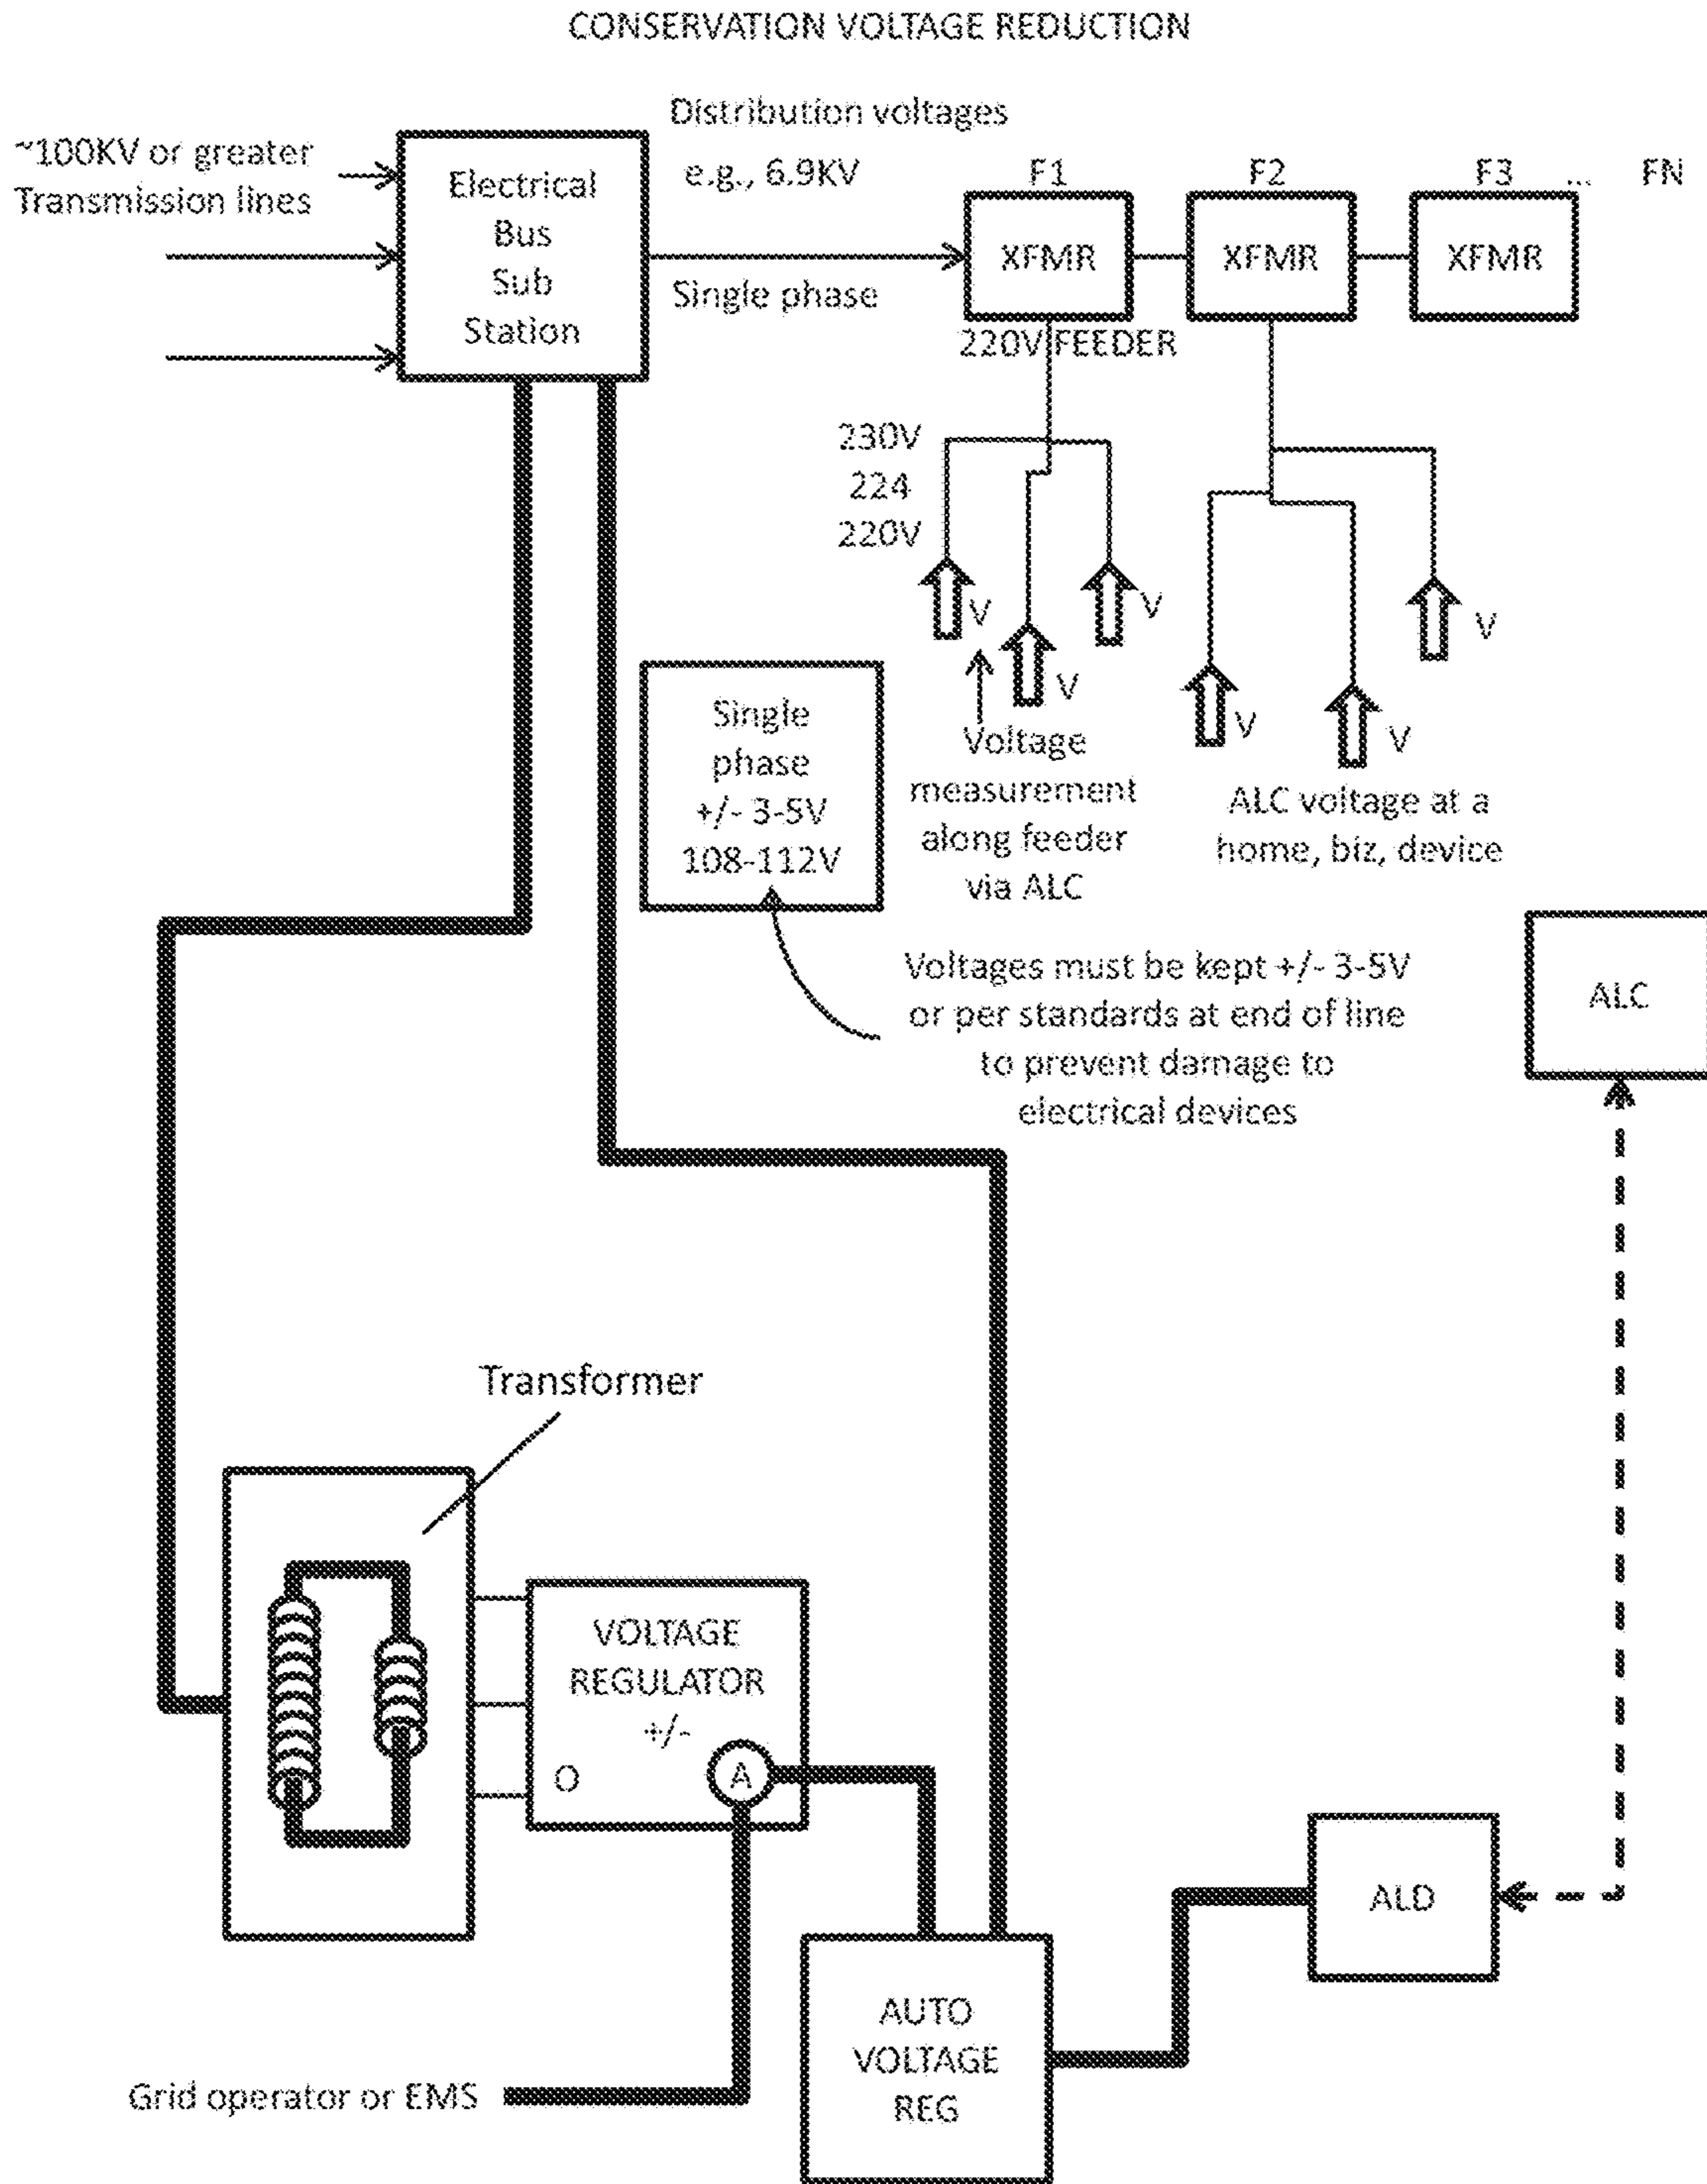 CONSERVATION VOLTAGE REDUCTION
~100KV or greater
Transmission lines
Electrical
Bus
Sub
Station
Distribution voltages
e.g., 6.9KV
Single phase
F1
F2
F3
...
FN
XFMR
XFMR
XFMR
220V FEEDER
230V
224
220V
V
V
V
V
V
V
Single
phase
+/- 3-5V
108-112V
Voltage
measurement
along feeder
via ALC
ALC voltage at a
home, biz, device
Voltages must be kept +/- 3-5V
or per standards at end of line
to prevent damage to
electrical devices
ALC
Transformer
VOLTAGE
REGULATOR
+/-
O
A
ALD
AUTO
VOLTAGE
REG
Grid operator or EMS